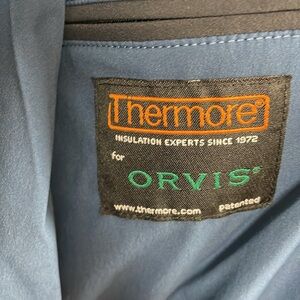 Thermore®
INSULATION EXPERTS SINCE 1972
for
ORVIS®
www.thermore.com patented